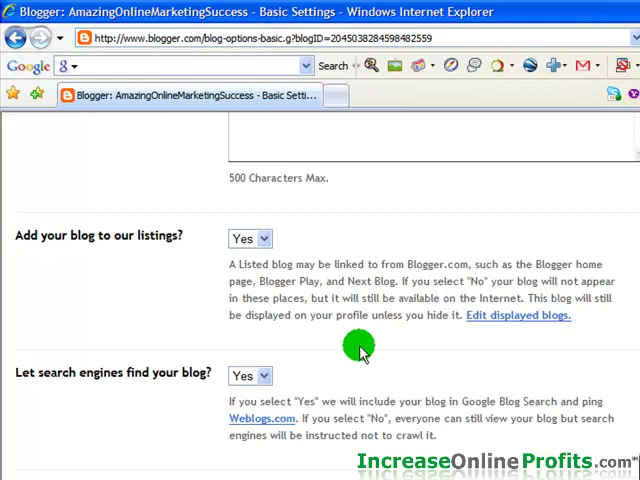 Blogger: AmazingOnlineMarketingSuccess - Basic Settings - Windows Internet Explorer
http://www.blogger.com/blog-options-basic.g?blogID=2045038284598482559
Google g Search
Blogger: AmazingOnlineMarketingSuccess - Basic Setti...
500 Characters Max.
Add your blog to our listings? Yes
A Listed blog may be linked to from Blogger.com, such as the Blogger home
page, Blogger Play, and Next Blog. If you select "No" your blog will not appear
in these places, but it will still be available on the Internet. This blog will still
be displayed on your profile unless you hide it. Edit displayed blogs.
Let search engines find your blog? Yes
If you select "Yes" we will include your blog in Google Blog Search and ping
Weblogs.com. If you select "No", everyone can still view your blog but search
engines will be instructed not to crawl it.
IncreaseOnlineProfits.com